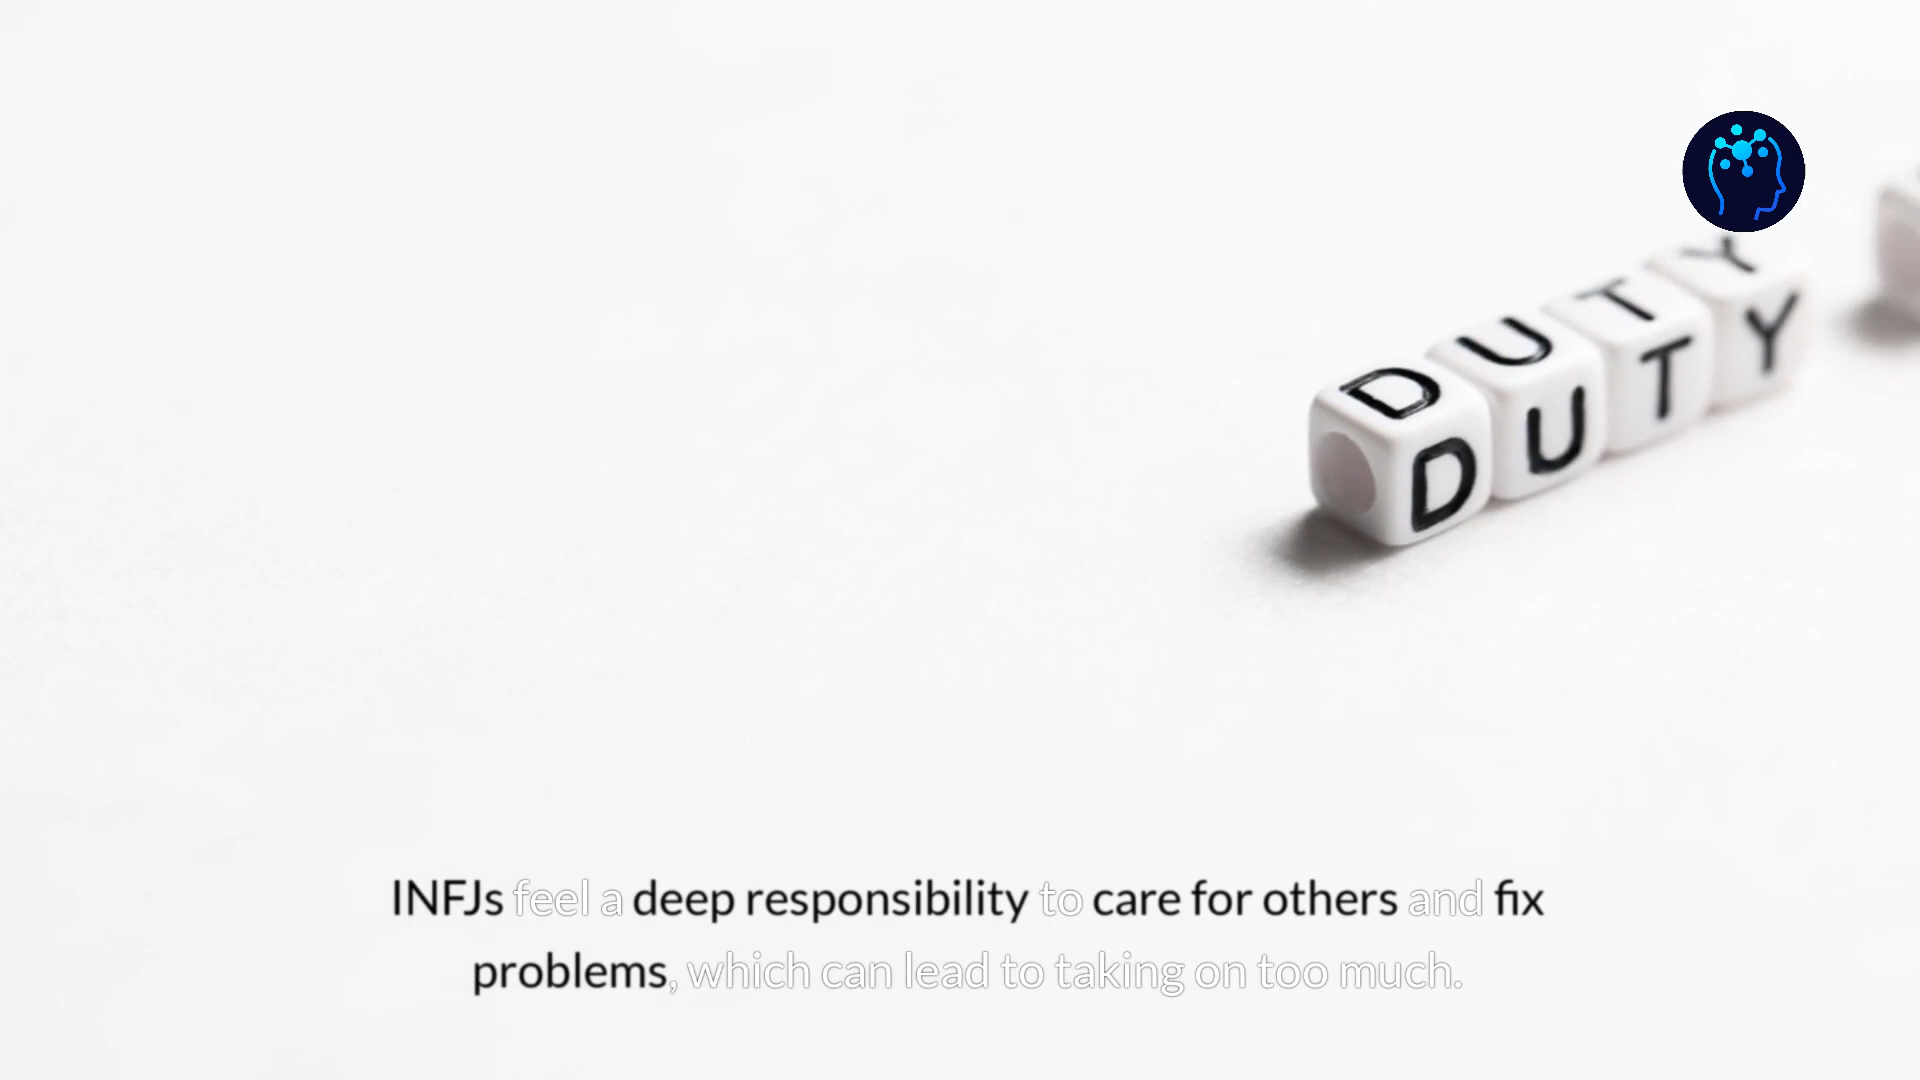 DUTY
DUTY
INFJs feel a deep responsibility to care for others and fix
problems, which can lead to taking on too much.